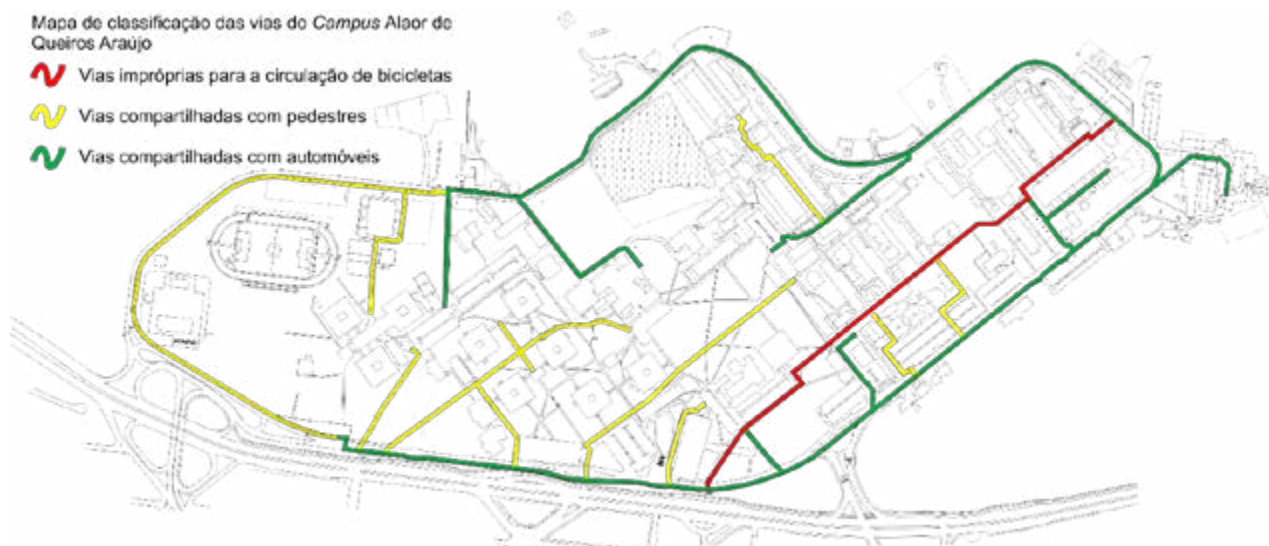 Mapa de classificação das vias do Campus Alaor de
Queiros Araújo
Vias impróprias para a circulação de bicicletas
Vias compartilhadas com pedestres
Vias compartilhadas com automóveis